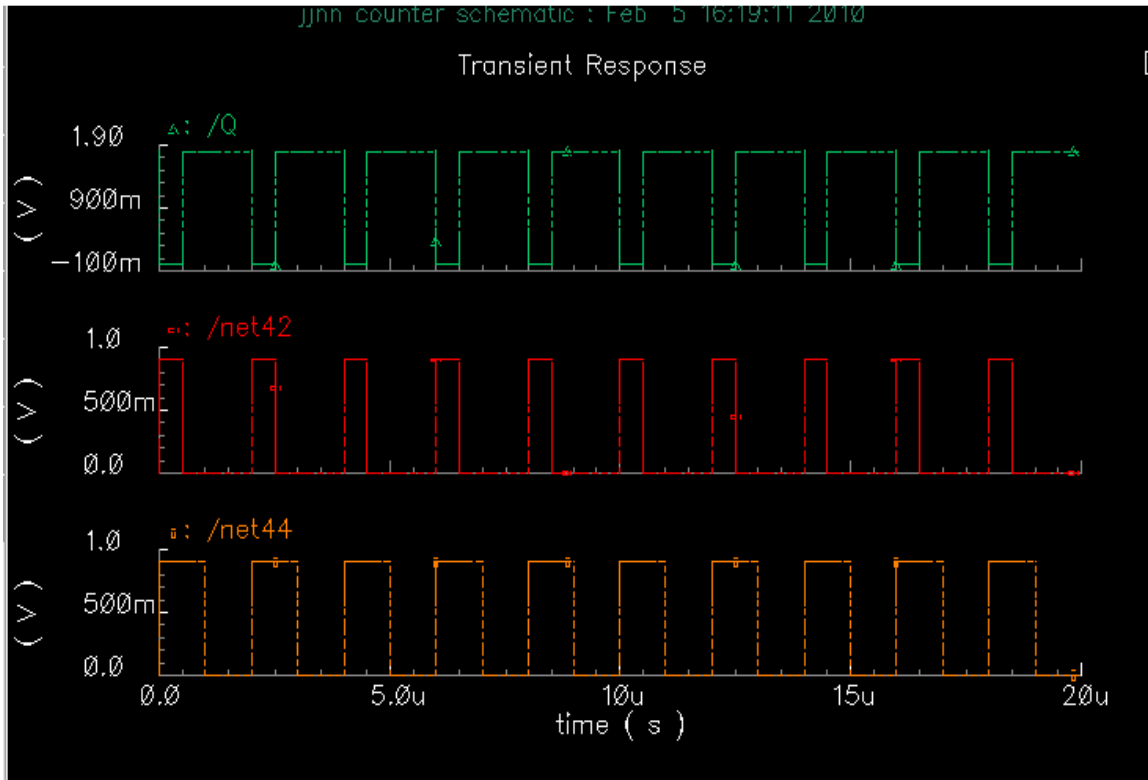 jjnn counter schematic : Feb 5 16:19:11 2010
Transient Response
: /Q
1.90
900m
-100m
( V )
: /net42
1.0
500m
0.0
( V )
: /net44
1.0
500m
0.0
( V )
0.0 5.0u 10u 15u 20u
time ( s )